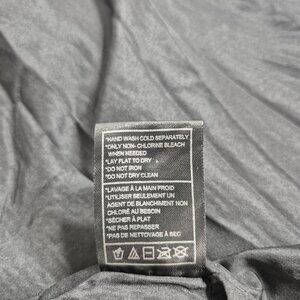 *HAND WASH COLD SEPARATELY
*ONLY NON- CHLORINE BLEACH
WHEN NEEDED
*LAY FLAT TO DRY
*DO NOT IRON
*DO NOT DRY CLEAN
*LAVAGE À LA MAIN FROID
*UTILISER SEULEMENT UN
AGENT DE BLANCHIMENT NON
CHLORÉ AU BESOIN
*SÉCHER À PLAT
*NE PAS REPASSER
*PAS DE NETTOYAGE À SEC